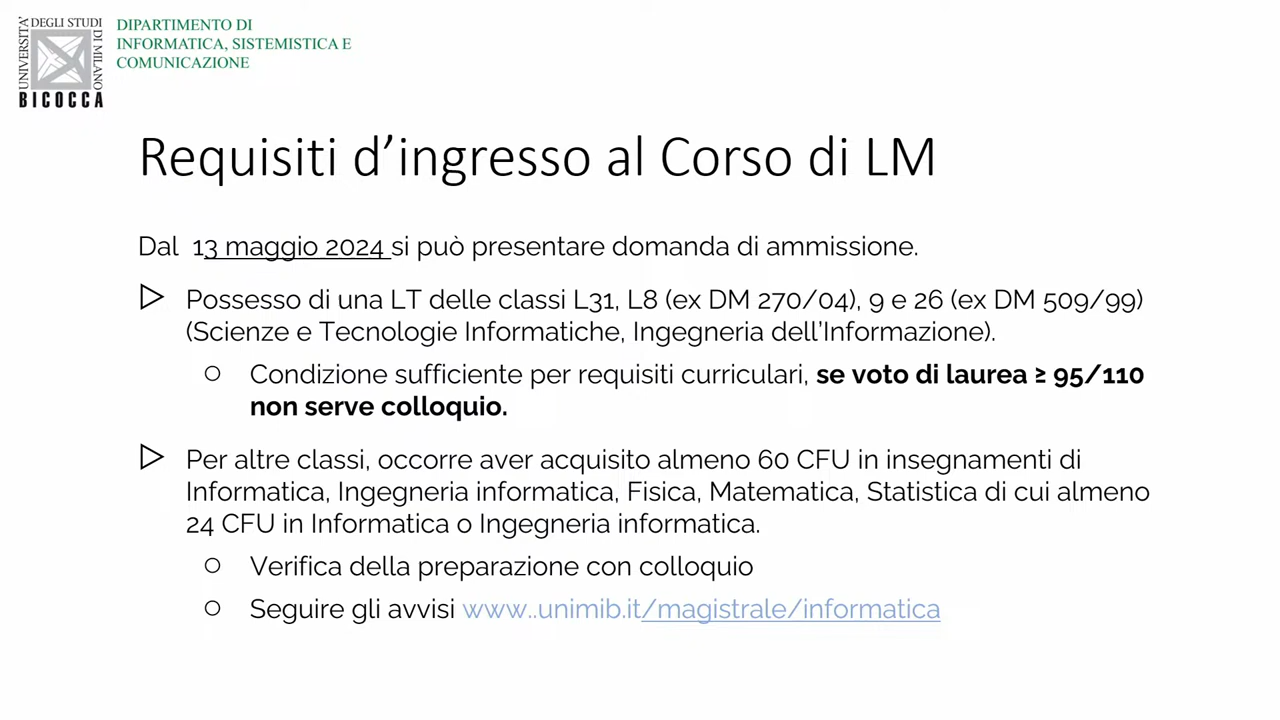 UNIVERSITÀ
DEGLI STUDI
DI MILANO
BICOCCA
DIPARTIMENTO DI
INFORMATICA, SISTEMISTICA E
COMUNICAZIONE
Requisiti d’ingresso al Corso di LM
Dal 13 maggio 2024 si può presentare domanda di ammissione.
Possesso di una LT delle classi L31, L8 (ex DM 270/04), 9 e 26 (ex DM 509/99)
(Scienze e Tecnologie Informatiche, Ingegneria dell’Informazione).
Condizione sufficiente per requisiti curriculari, se voto di laurea ≥ 95/110
non serve colloquio.
Per altre classi, occorre aver acquisito almeno 60 CFU in insegnamenti di
Informatica, Ingegneria informatica, Fisica, Matematica, Statistica di cui almeno
24 CFU in Informatica o Ingegneria informatica.
Verifica della preparazione con colloquio
Seguire gli avvisi www..unimib.it/magistrale/informatica